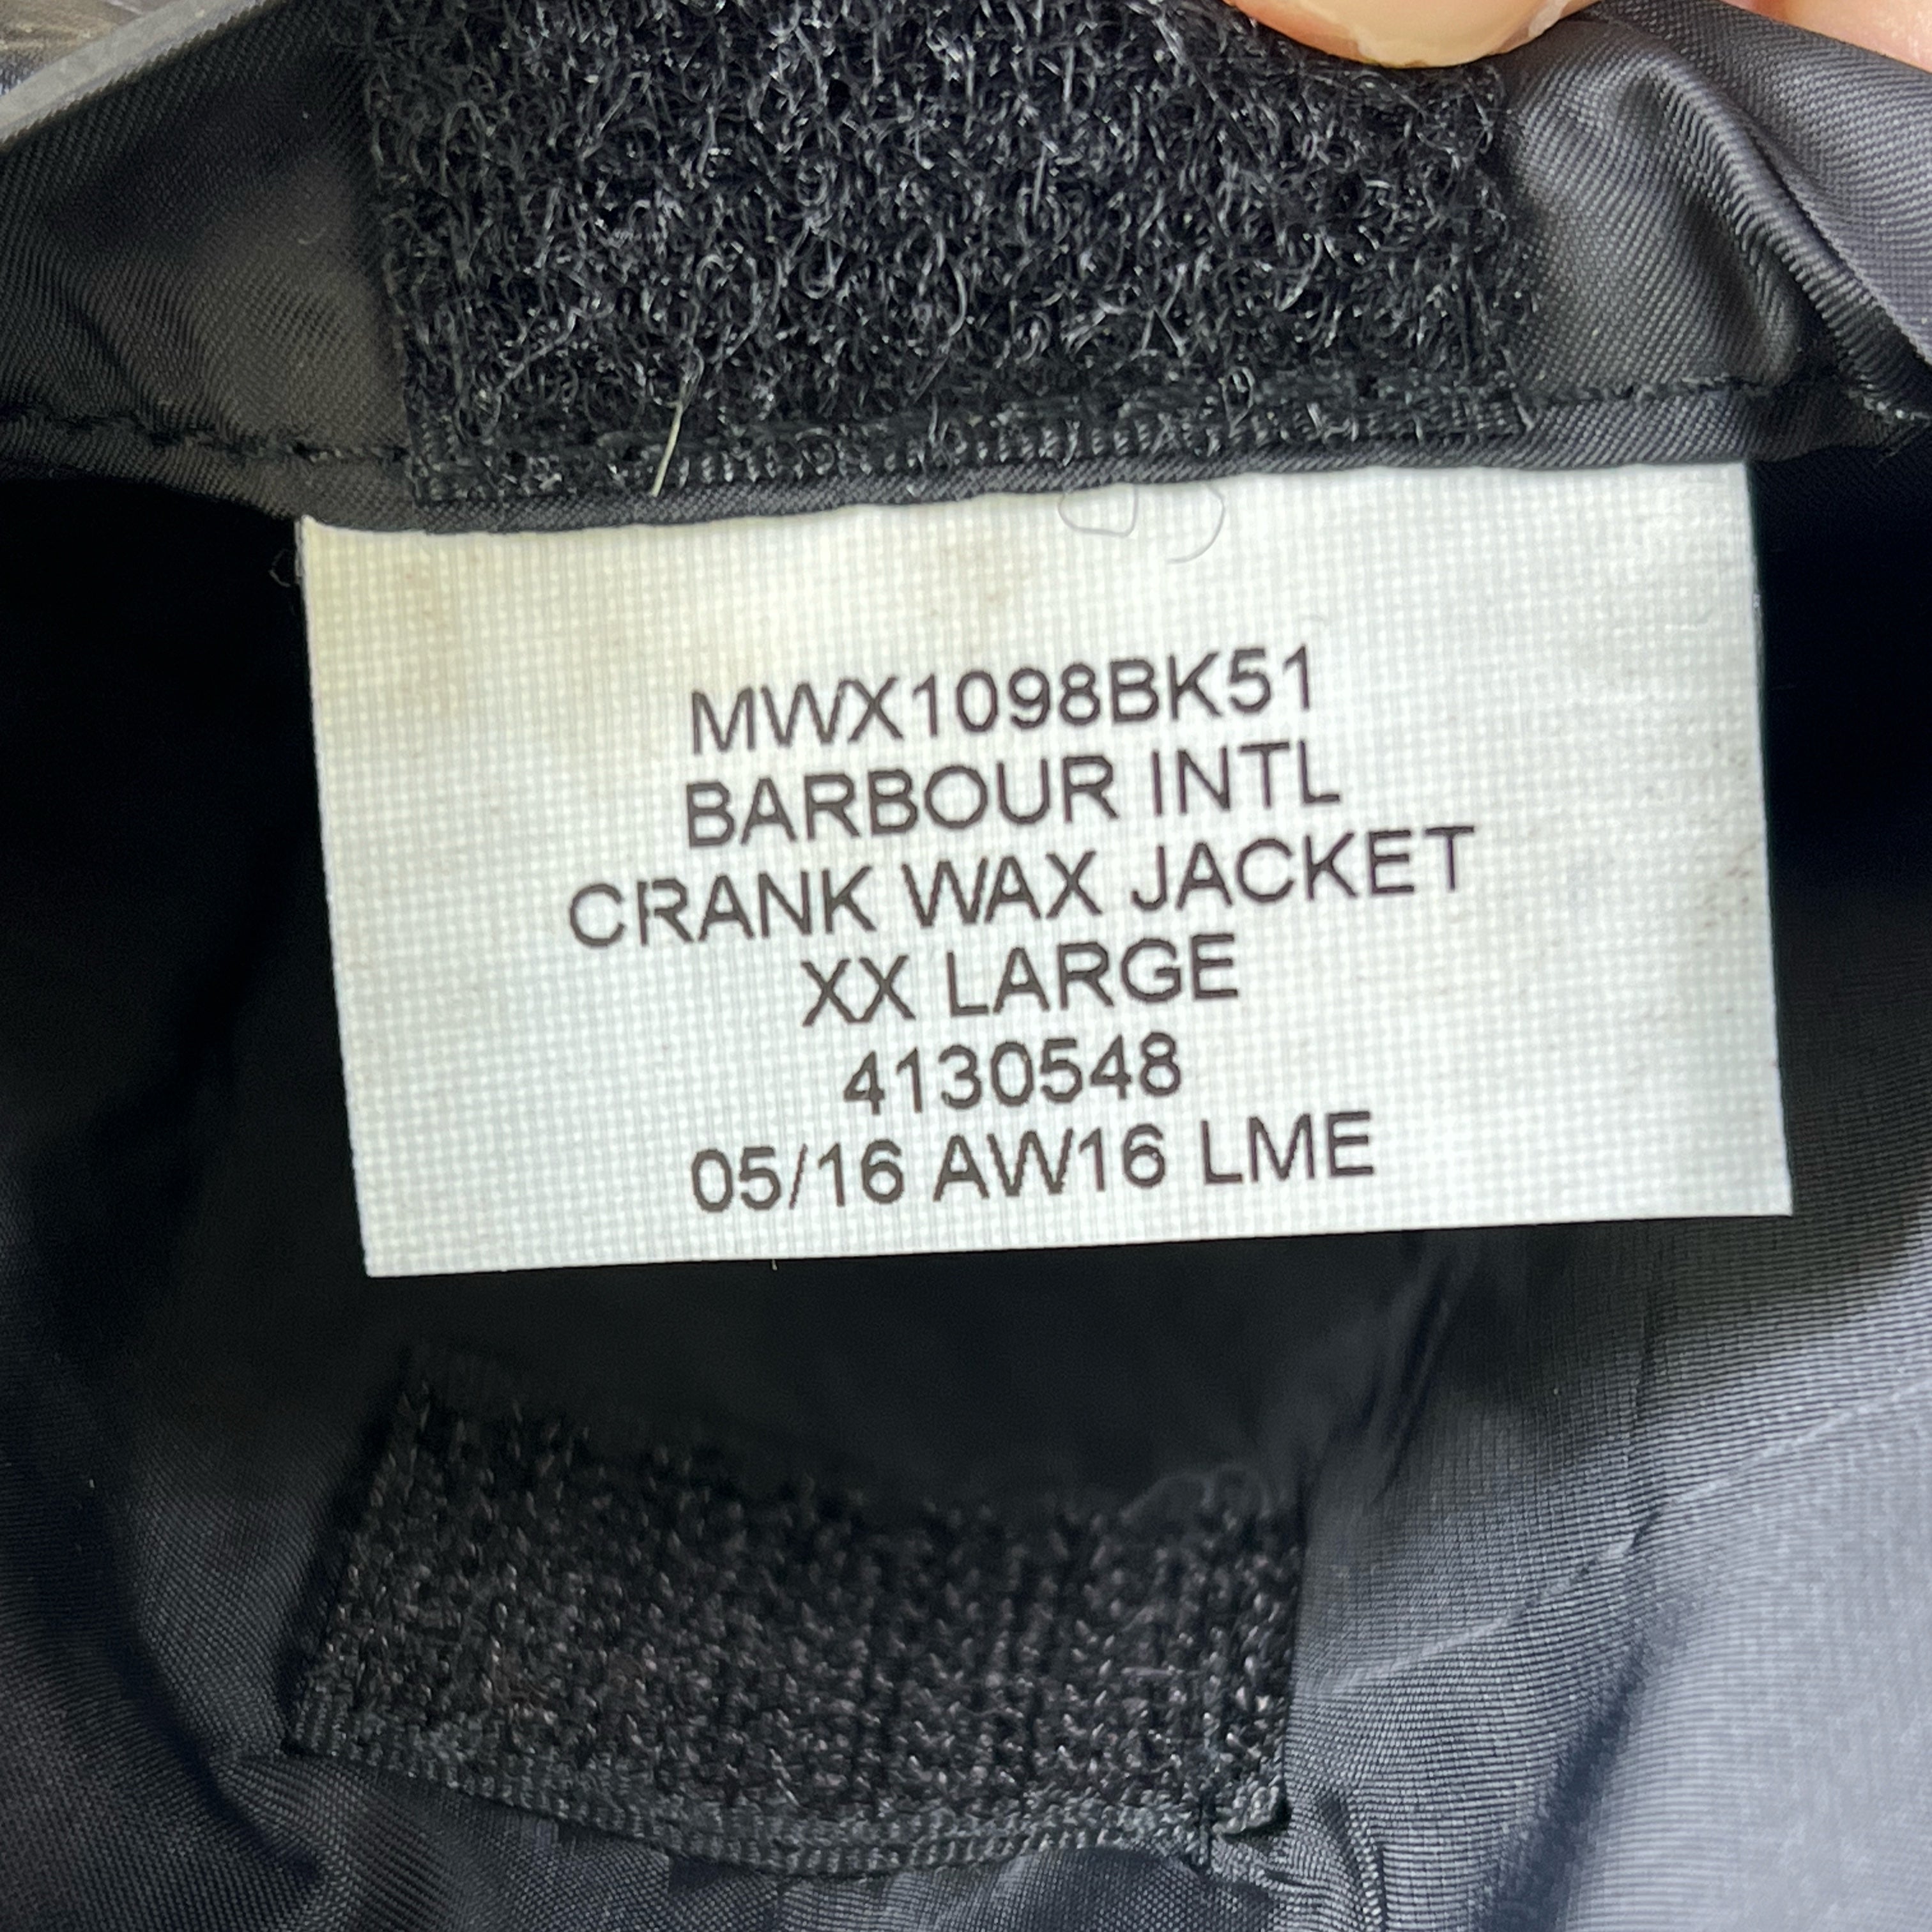 MWX1098BK51
BARBOUR INTL
CRANK WAX JACKET
XX LARGE
4130548
05/16 AW16 LME